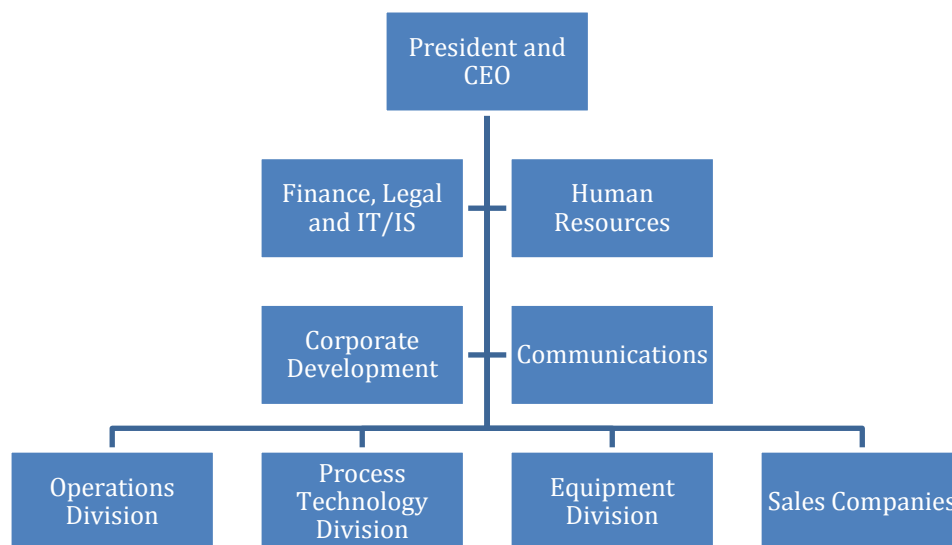 President and
CEO
Finance, Legal
and IT/IS
Human
Resources
Corporate
Development
Communications
Operations
Division
Process
Technology
Division
Equipment
Division
Sales Companies